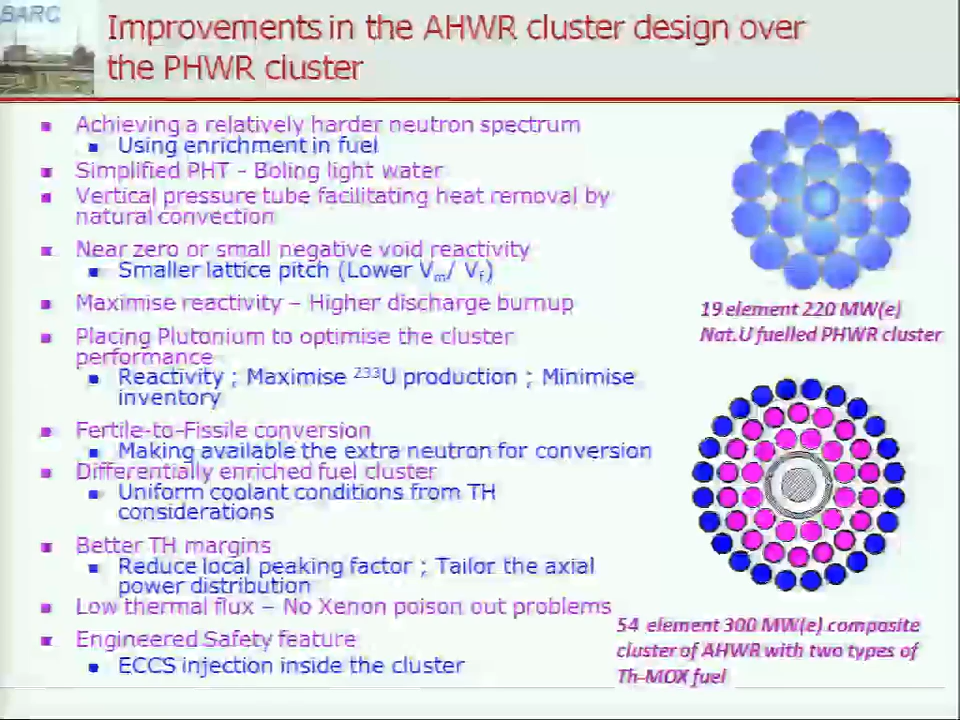 BARC
Improvements in the AHWR cluster design over
the PHWR cluster
Achieving a relatively harder neutron spectrum
Using enrichment in fuel
Simplified PHT - Boling light water
Vertical pressure tube facilitating heat removal by
natural convection
Near zero or small negative void reactivity
Smaller lattice pitch (Lower Vm/ Vf)
Maximise reactivity – Higher discharge burnup
Placing Plutonium to optimise the cluster
performance
Reactivity ; Maximise ²³³U production ; Minimise
inventory
Fertile-to-Fissile conversion
Making available the extra neutron for conversion
Differentially enriched fuel cluster
Uniform coolant conditions from TH
considerations
Better TH margins
Reduce local peaking factor ; Tailor the axial
power distribution
Low thermal flux – No Xenon poison out problems
Engineered Safety feature
ECCS injection inside the cluster
19 element 220 MW(e)
Nat.U fuelled PHWR cluster
54 element 300 MW(e) composite
cluster of AHWR with two types of
Th-MOX fuel